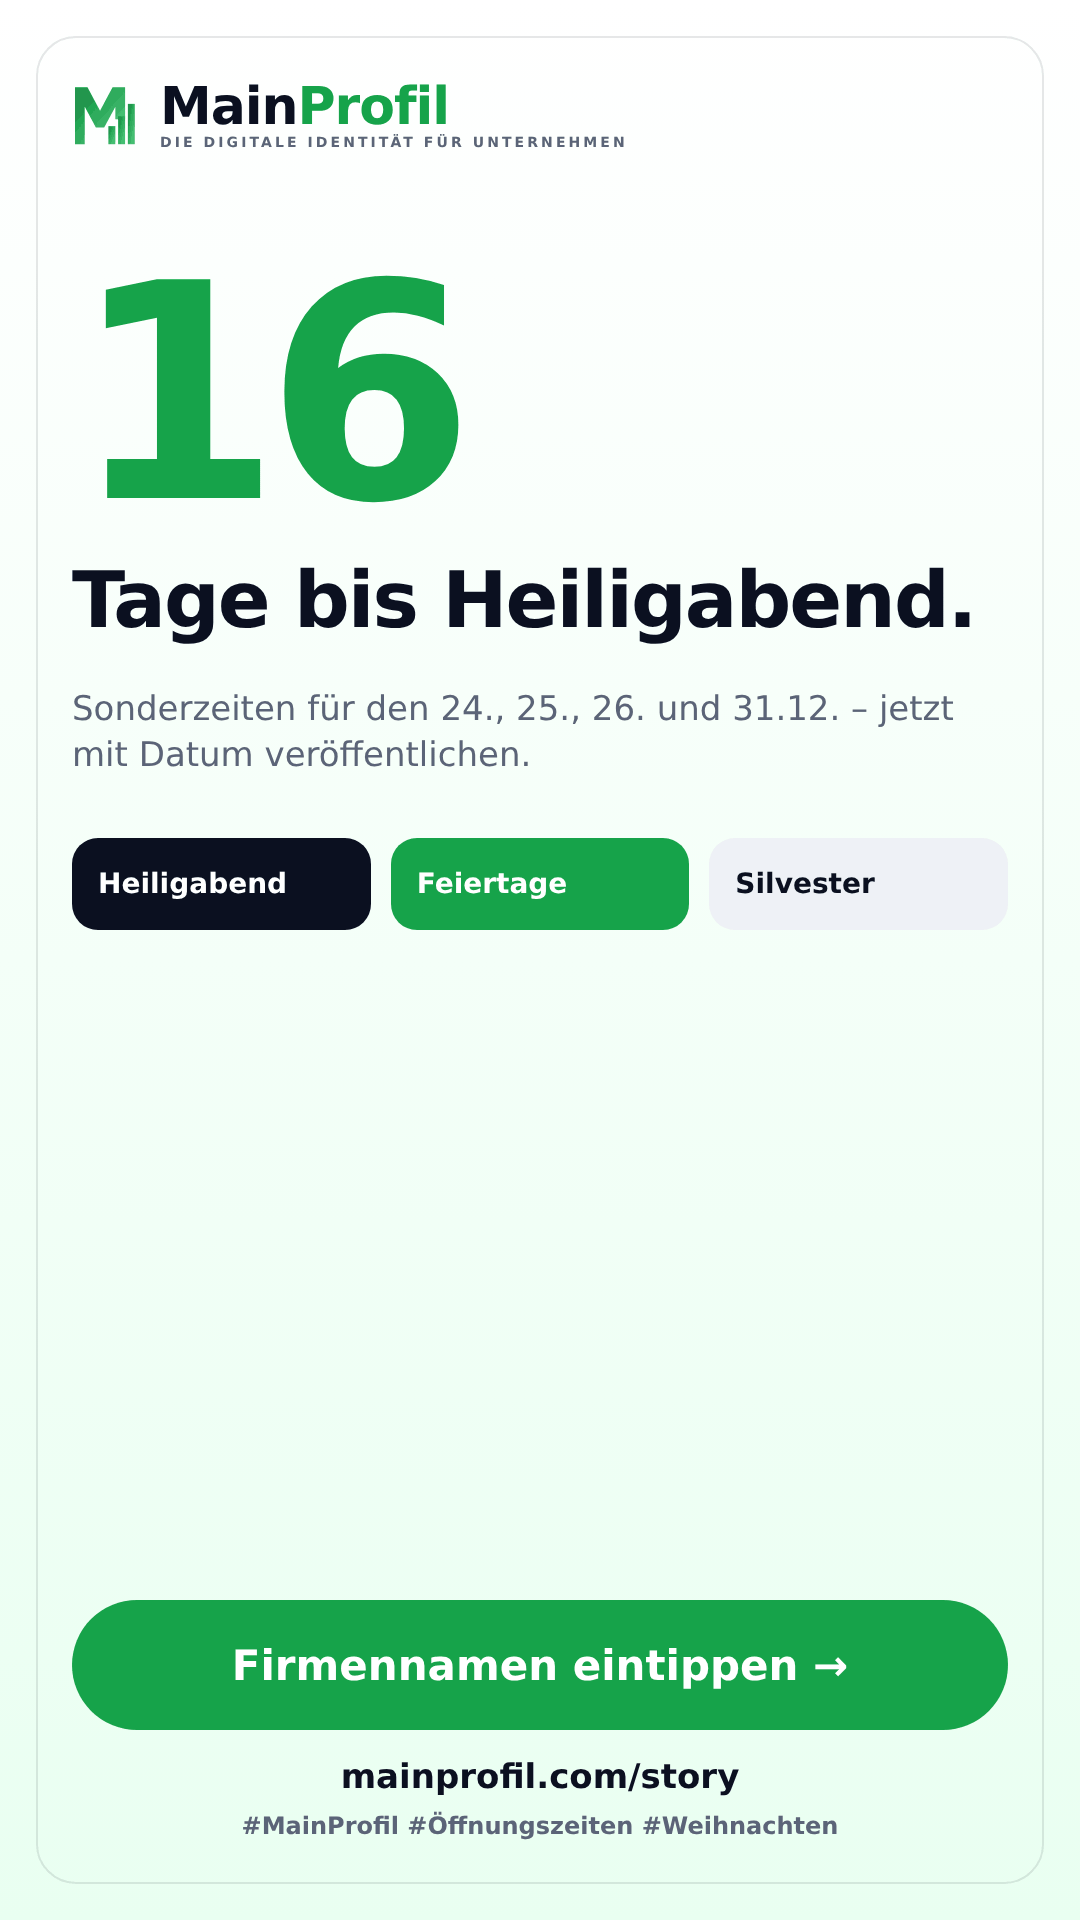 MainProfil
DIE DIGITALE IDENTITÄT FÜR UNTERNEHMEN
16
Tage bis Heiligabend.
Sonderzeiten für den 24., 25., 26. und 31.12. – jetzt
mit Datum veröffentlichen.
Heiligabend
Feiertage
Silvester
Firmennamen eintippen →
mainprofil.com/story
#MainProfil #Öffnungszeiten #Weihnachten